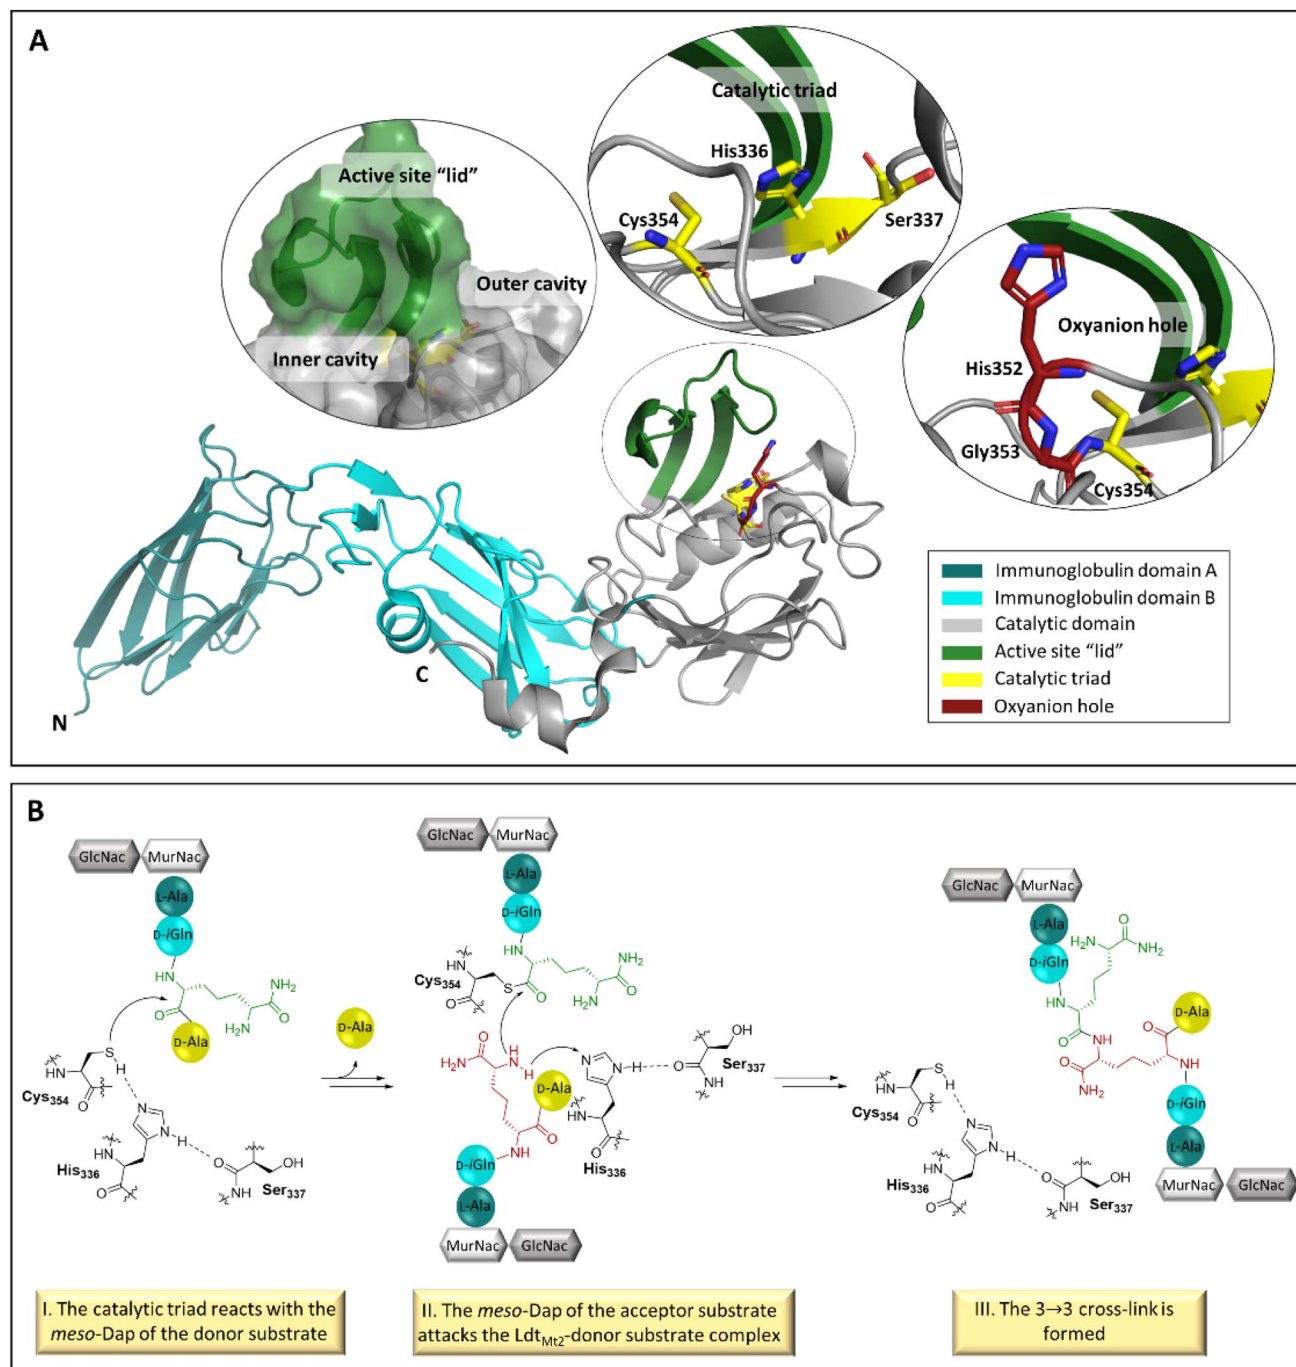 A
Active site "lid"
Outer cavity
Inner cavity
Catalytic triad
His336
Cys354
Ser337
Oxyanion hole
His352
Gly353
Cys354
N
C
Immunoglobulin domain A
Immunoglobulin domain B
Catalytic domain
Active site "lid"
Catalytic triad
Oxyanion hole
B
GlcNac MurNac
L-Ala
D-iGln
NH
NH₂
O
O
H₂N
D-Ala
S
H
HN
O
Cys354
N
N
H
HN
O
His336
O
OH
NH
Ser337
D-Ala
GlcNac MurNac
L-Ala
D-iGln
NH
HN
Cys354
S
O
O
NH₂
O
H₂N
O
H
N
H
H₂N
D-Ala
O
NH
D-iGln
L-Ala
MurNac GlcNac
N
N
H
HN
O
His336
OH
O
NH
Ser337
GlcNac MurNac
L-Ala
D-iGln
NH
H₂N
O
NH₂
O
NH
O
NH₂
O
D-Ala
NH
D-iGln
L-Ala
MurNac GlcNac
S
H
HN
O
Cys354
N
N
H
HN
O
His336
O
OH
NH
Ser337
I. The catalytic triad reacts with the
meso-Dap of the donor substrate
II. The meso-Dap of the acceptor substrate
attacks the LdtMt2-donor substrate complex
III. The 3→3 cross-link is
formed